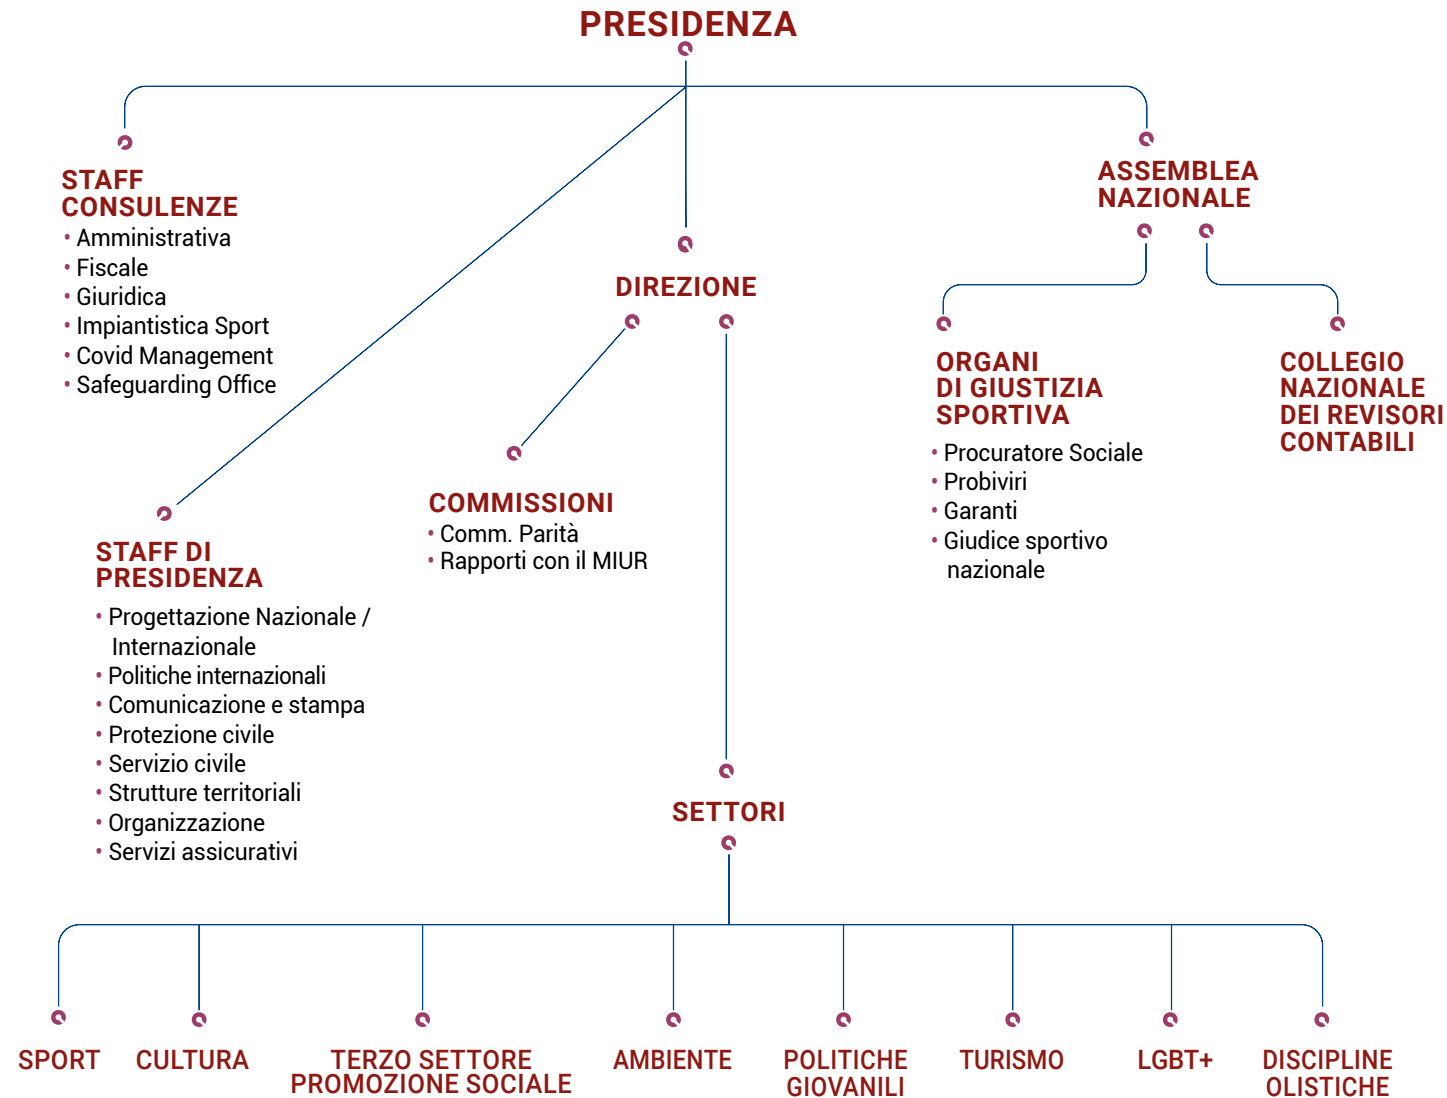 PRESIDENZA
STAFF
CONSULENZE
• Amministrativa
• Fiscale
• Giuridica
• Impiantistica Sport
• Covid Management
• Safeguarding Office
ASSEMBLEA
NAZIONALE
DIREZIONE
ORGANI
DI GIUSTIZIA
SPORTIVA
• Procuratore Sociale
• Probiviri
• Garanti
• Giudice sportivo
nazionale
COLLEGIO
NAZIONALE
DEI REVISORI
CONTABILI
COMMISSIONI
• Comm. Parità
• Rapporti con il MIUR
STAFF DI
PRESIDENZA
• Progettazione Nazionale /
Internazionale
• Politiche internazionali
• Comunicazione e stampa
• Protezione civile
• Servizio civile
• Strutture territoriali
• Organizzazione
• Servizi assicurativi
SETTORI
SPORT
CULTURA
TERZO SETTORE
PROMOZIONE SOCIALE
AMBIENTE
POLITICHE
GIOVANILI
TURISMO
LGBT+
DISCIPLINE
OLISTICHE